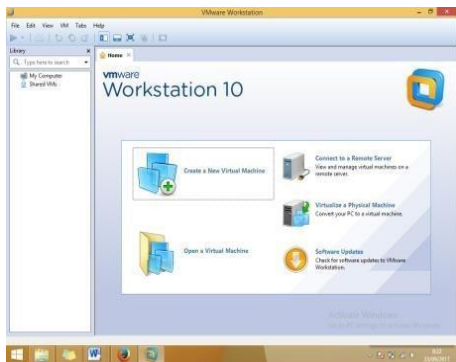 VMware Workstation
File Edit View VM Tabs Help
Library
Home
Type here to search
My Computer
Shared VMs
vmware
Workstation 10
Create a New Virtual Machine
Connect to a Remote Server
View and manage virtual machines on a
remote server.
Virtualize a Physical Machine
Convert your PC to a virtual machine.
Open a Virtual Machine
Software Updates
Check for software updates to VMware
Workstation.
Activate Windows